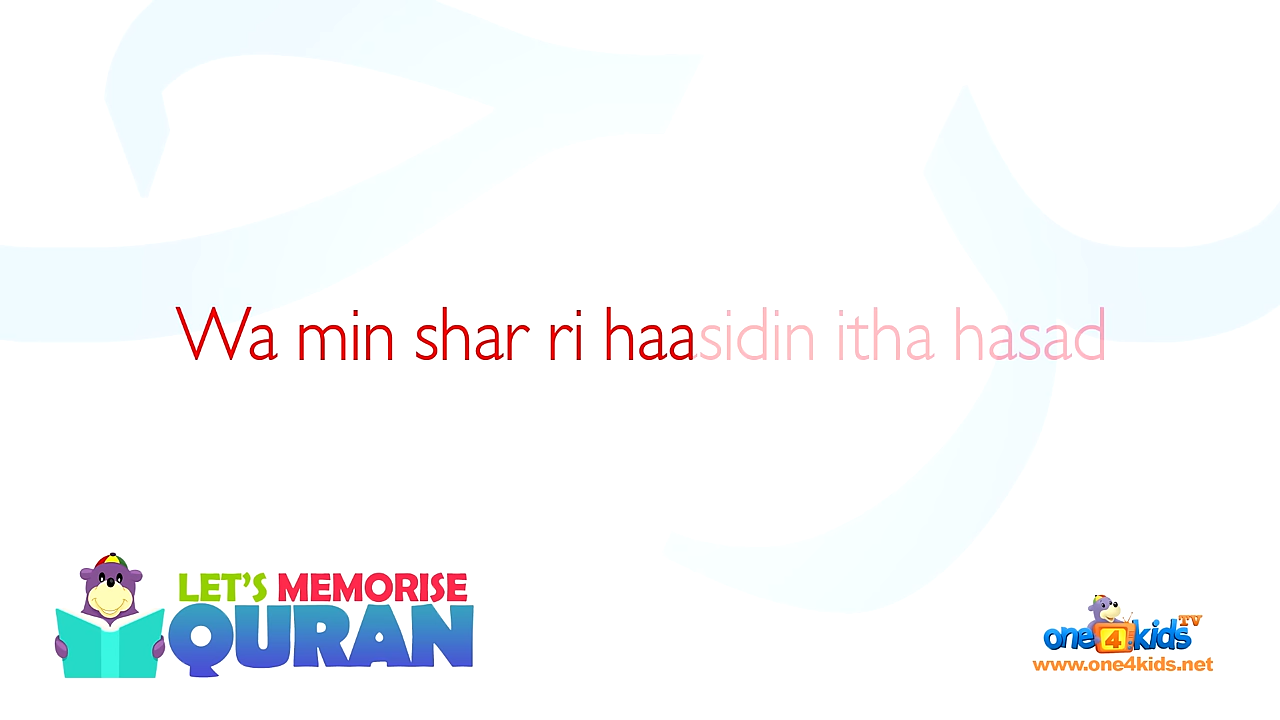 Wa min shar ri haasidin itha hasad
LET'S MEMORISE
QURAN
one4kids TV
www.one4kids.net